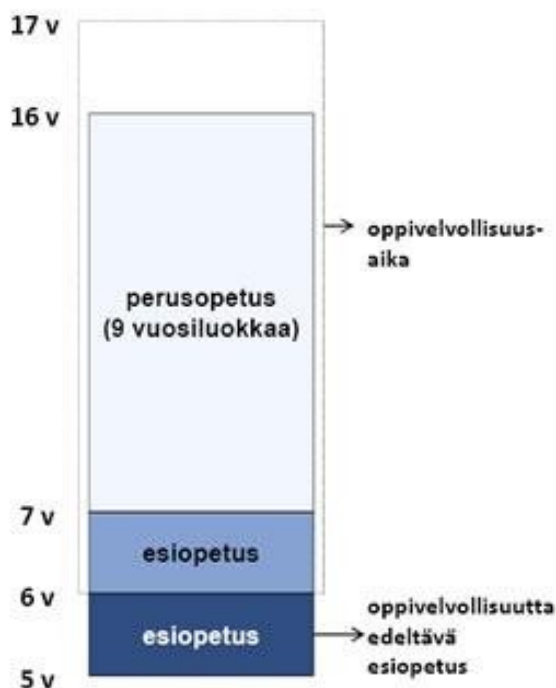 17 v
16 v
oppivelvollisuus-
aika
perusopetus
(9 vuosiluokkaa)
7 v
esiopetus
6 v
oppivelvollisuutta
edeltävä
esiopetus
esiopetus
5 v